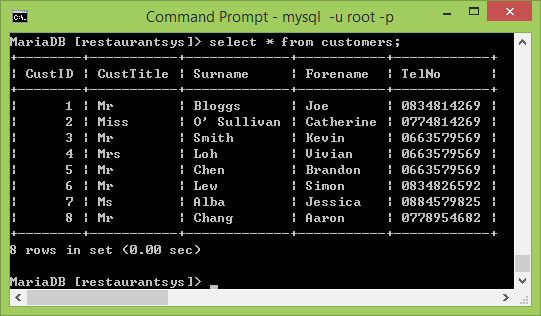 Command Prompt - mysql -u root -p
MariaDB [restaurantsys]> select * from customers;
+--------+-----------+-------------+-----------+------------+
| CustID | CustTitle | Surname     | Forename  | TelNo      |
+--------+-----------+-------------+-----------+------------+
|      1 | Mr        | Bloggs      | Joe       | 0834814269 |
|      2 | Miss      | O' Sullivan | Catherine | 0774814209 |
|      3 | Mr        | Smith       | Kevin     | 0663579569 |
|      4 | Mrs       | Loh         | Vivian    | 0663579569 |
|      5 | Mr        | Chen        | Brandon   | 0663579569 |
|      6 | Mr        | Lew         | Simon     | 0834826592 |
|      7 | Ms        | Alba        | Jessica   | 0884579825 |
|      8 | Mr        | Chang       | Aaron     | 0778954682 |
+--------+-----------+-------------+-----------+------------+
8 rows in set (0.00 sec)
MariaDB [restaurantsys]> _